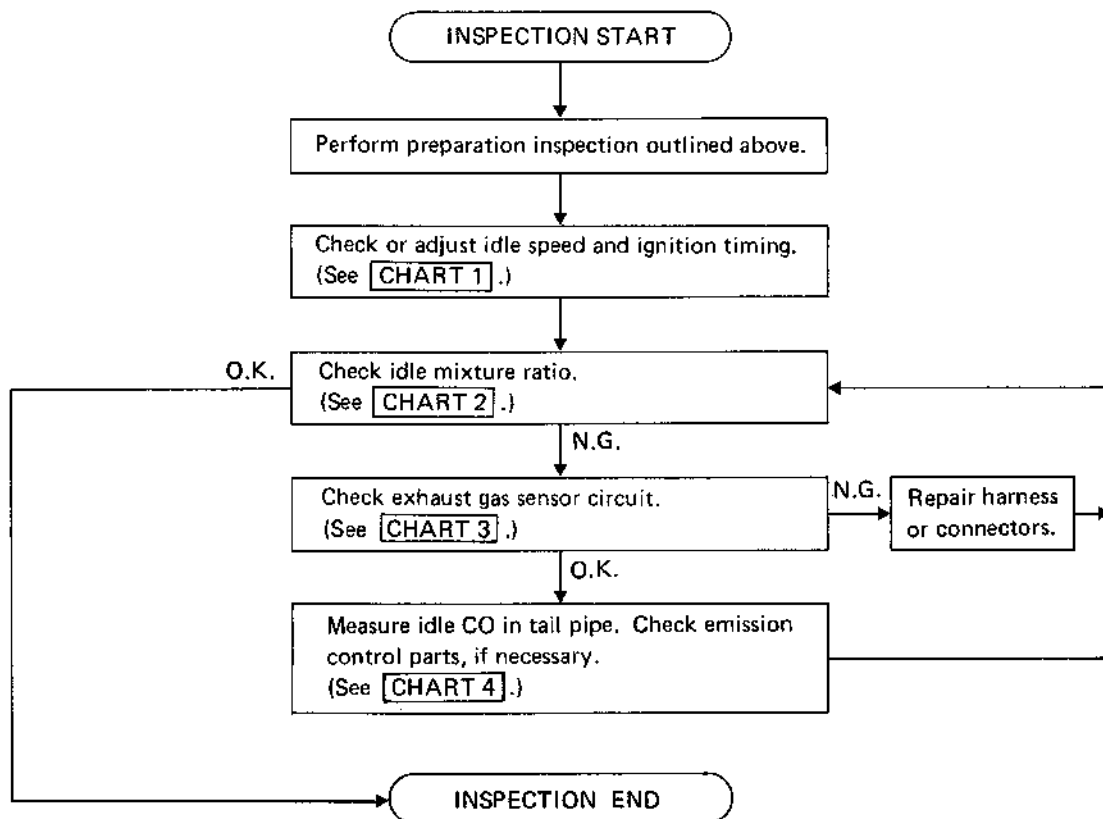 INSPECTION START
Perform preparation inspection outlined above.
Check or adjust idle speed and ignition timing.
(See CHART 1 .)
O.K.
Check idle mixture ratio.
(See CHART 2 .)
N.G.
Check exhaust gas sensor circuit.
(See CHART 3 .)
N.G.
Repair harness
or connectors.
O.K.
Measure idle CO in tail pipe. Check emission
control parts, if necessary.
(See CHART 4 .)
INSPECTION END